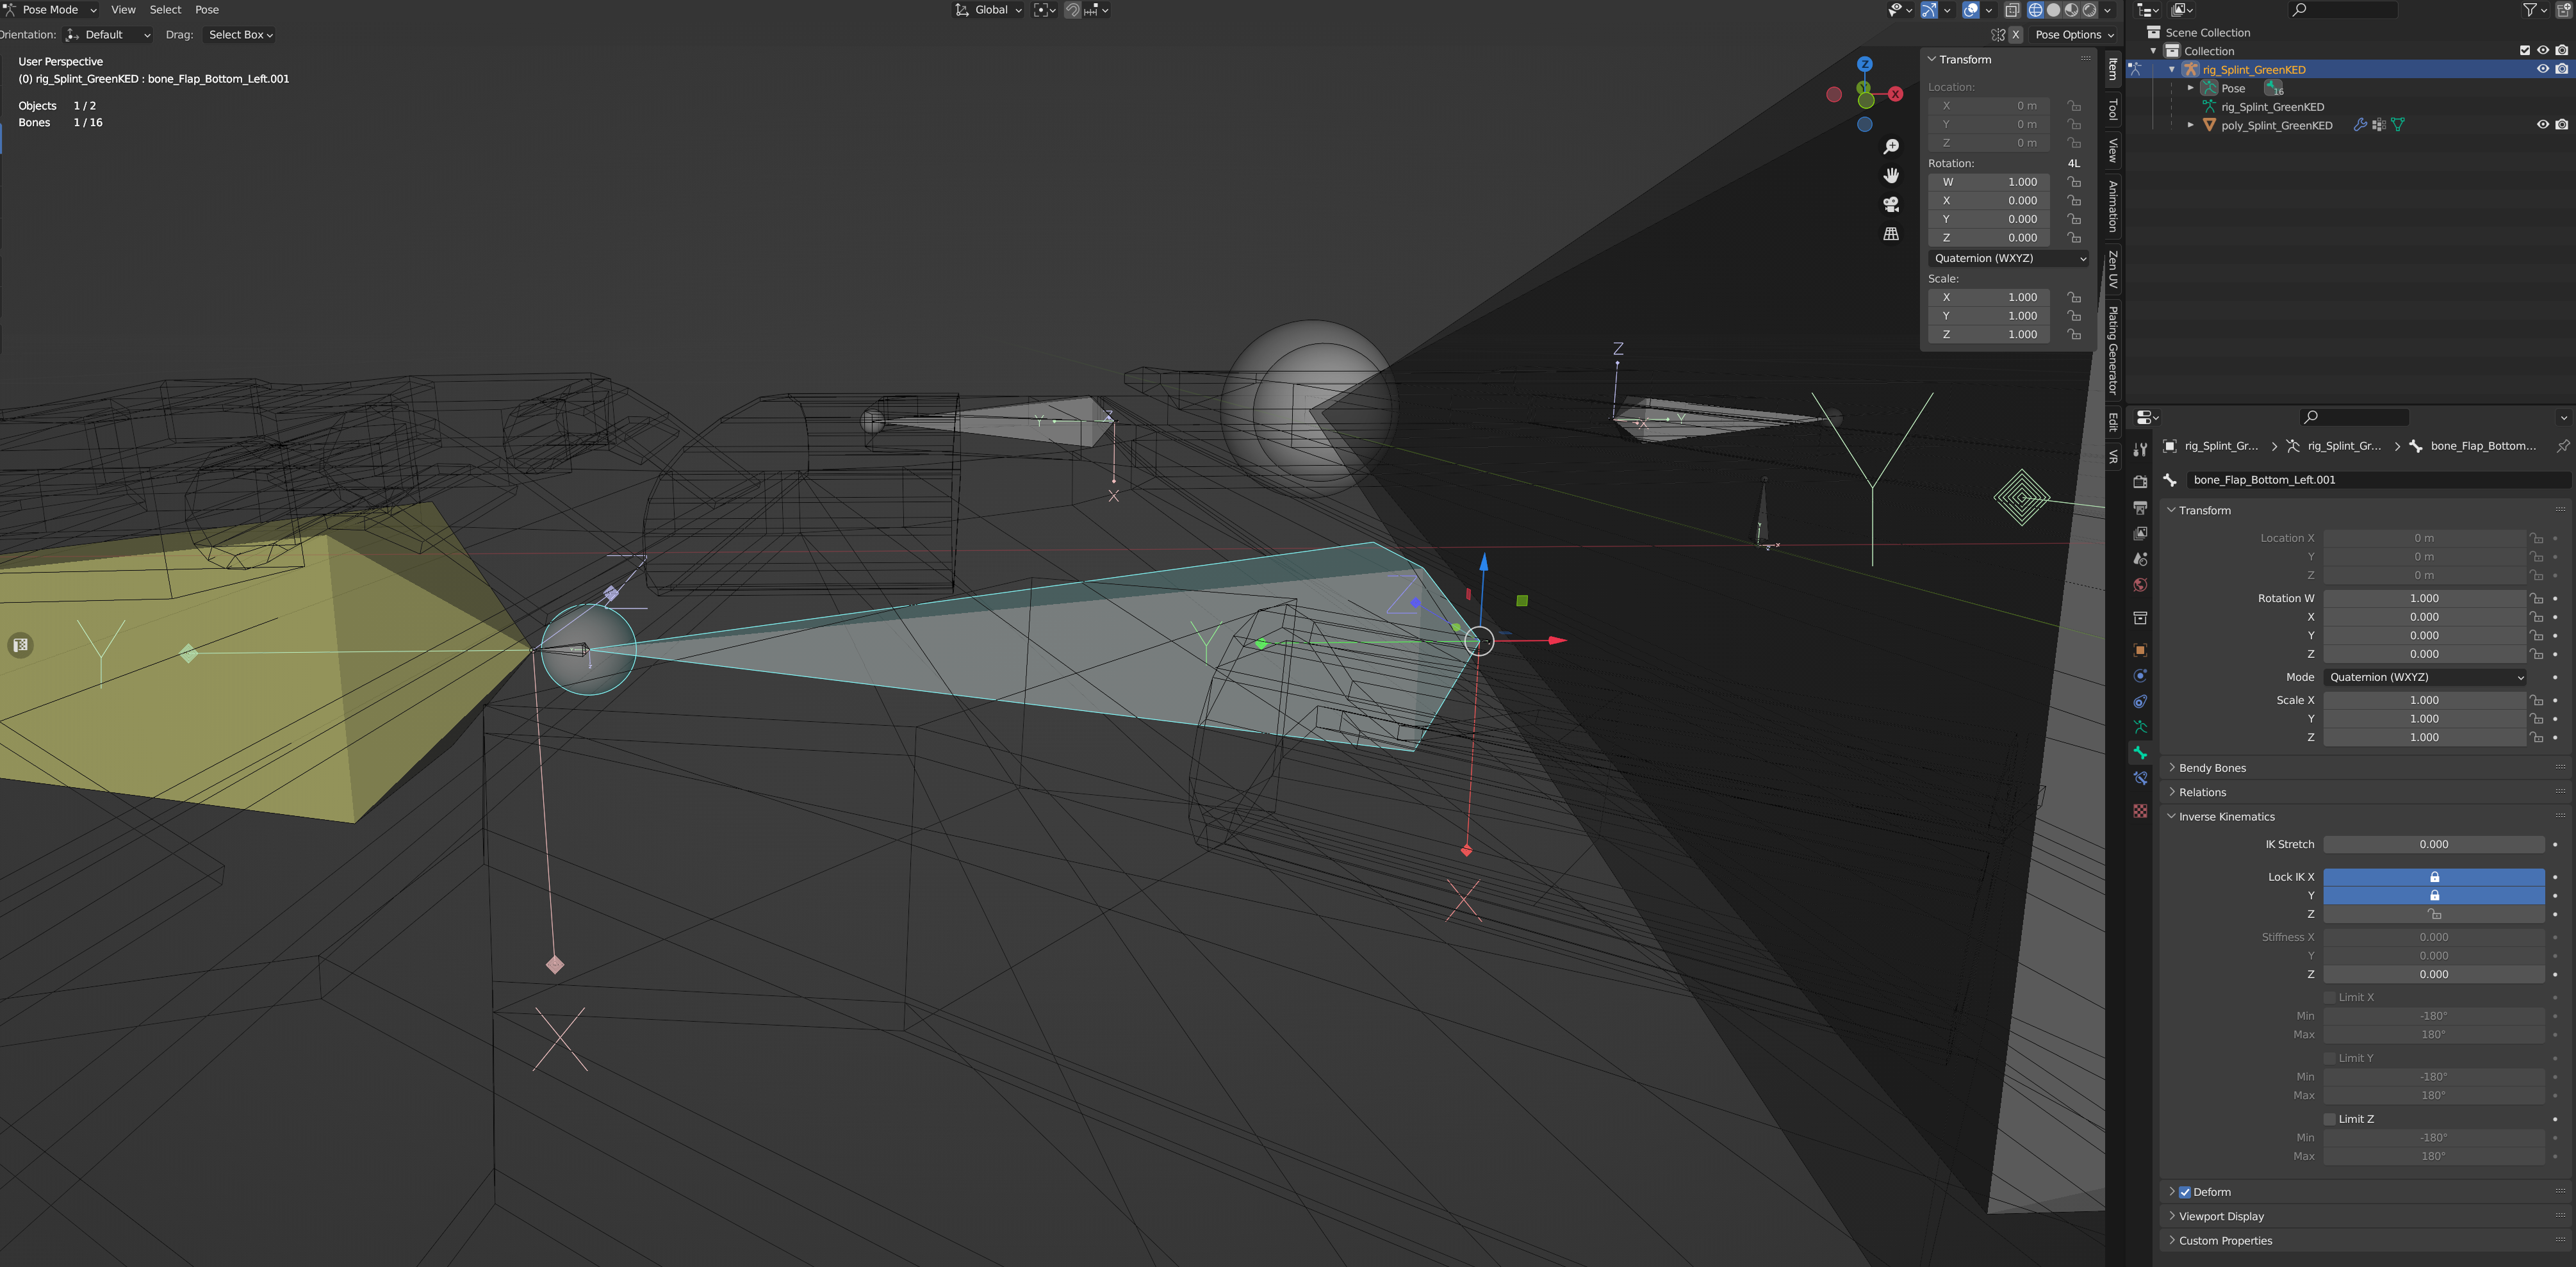 Pose Mode View Select Pose Global
Orientation: Default Drag: Select Box X Pose Options
User Perspective
(0) rig_Splint_GreenKED : bone_Flap_Bottom_Left.001
Objects 1 / 2
Bones 1 / 16
Z
X
Y
Y
Z
X
Z
X
Y
Y
Y
Z
Y
X
X
Transform
Location:
X 0 m
Y 0 m
Z 0 m
Rotation: 4L
W 1.000
X 0.000
Y 0.000
Z 0.000
Quaternion (WXYZ)
Scale:
X 1.000
Y 1.000
Z 1.000
Item
Tool
View
Animation
Zen UV
Plating Generator
Edit
VR
Scene Collection
Collection
rig_Splint_GreenKED
Pose 16
rig_Splint_GreenKED
poly_Splint_GreenKED
rig_Splint_Gr... rig_Splint_Gr... bone_Flap_Bottom...
bone_Flap_Bottom_Left.001
Transform
Location X 0 m
Y 0 m
Z 0 m
Rotation W 1.000
X 0.000
Y 0.000
Z 0.000
Mode Quaternion (WXYZ)
Scale X 1.000
Y 1.000
Z 1.000
Bendy Bones
Relations
Inverse Kinematics
IK Stretch 0.000
Lock IK X
Y
Z
Stiffness X 0.000
Y 0.000
Z 0.000
Limit X
Min -180°
Max 180°
Limit Y
Min -180°
Max 180°
Limit Z
Min -180°
Max 180°
Deform
Viewport Display
Custom Properties